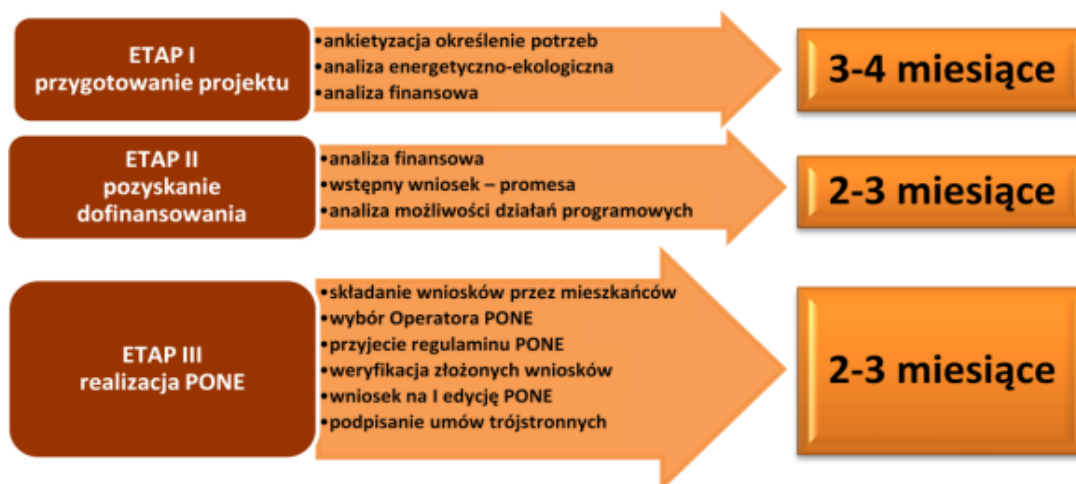 ETAP I
przygotowanie projektu
•ankietyzacja określenie potrzeb
•analiza energetyczno-ekologiczna
•analiza finansowa
3-4 miesiące
ETAP II
pozyskanie
dofinansowania
•analiza finansowa
•wstępny wniosek – promesa
•analiza możliwości działań programowych
2-3 miesiące
ETAP III
realizacja PONE
•składanie wniosków przez mieszkańców
•wybór Operatora PONE
•przyjecie regulaminu PONE
•weryfikacja złożonych wniosków
•wniosek na I edycję PONE
•podpisanie umów trójstronnych
2-3 miesiące